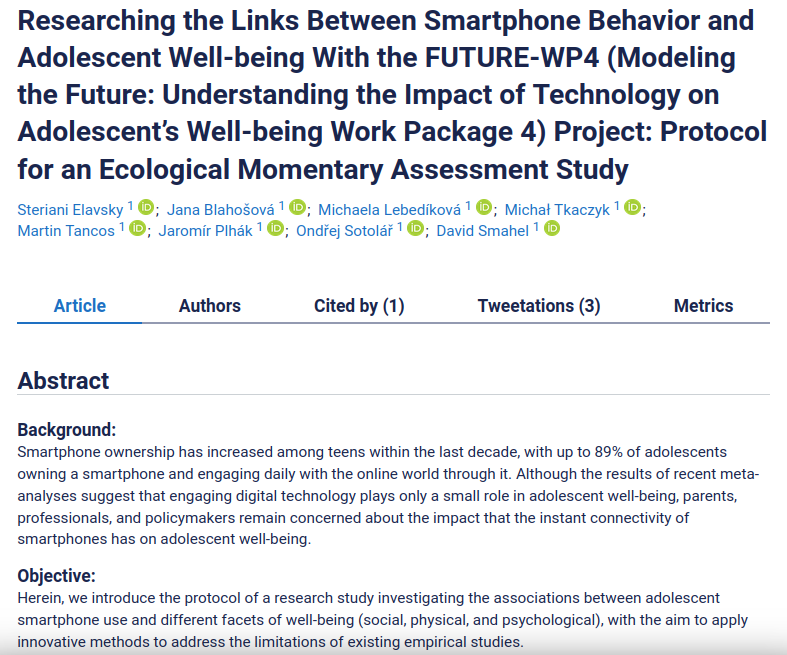 Researching the Links Between Smartphone Behavior and
Adolescent Well-being With the FUTURE-WP4 (Modeling
the Future: Understanding the Impact of Technology on
Adolescent’s Well-being Work Package 4) Project: Protocol
for an Ecological Momentary Assessment Study
Steriani Elavsky 1 iD; Jana Blahošová 1 iD; Michaela Lebedíková 1 iD; Michał Tkaczyk 1 iD;
Martin Tancos 1 iD; Jaromír Plhák 1 iD; Ondřej Sotolář 1 iD; David Smahel 1 iD
Article Authors Cited by (1) Tweetations (3) Metrics
Abstract
Background:
Smartphone ownership has increased among teens within the last decade, with up to 89% of adolescents
owning a smartphone and engaging daily with the online world through it. Although the results of recent meta-
analyses suggest that engaging digital technology plays only a small role in adolescent well-being, parents,
professionals, and policymakers remain concerned about the impact that the instant connectivity of
smartphones has on adolescent well-being.
Objective:
Herein, we introduce the protocol of a research study investigating the associations between adolescent
smartphone use and different facets of well-being (social, physical, and psychological), with the aim to apply
innovative methods to address the limitations of existing empirical studies.